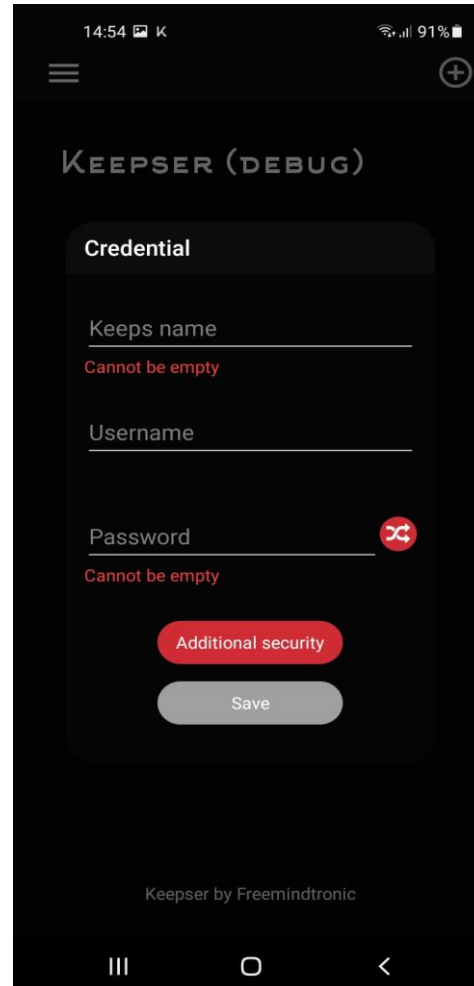 14:54 K 91%
KEEPSER (DEBUG)
Credential
Keeps name
Cannot be empty
Username
Password
Cannot be empty
Additional security
Save
Keepser by Freemindtronic